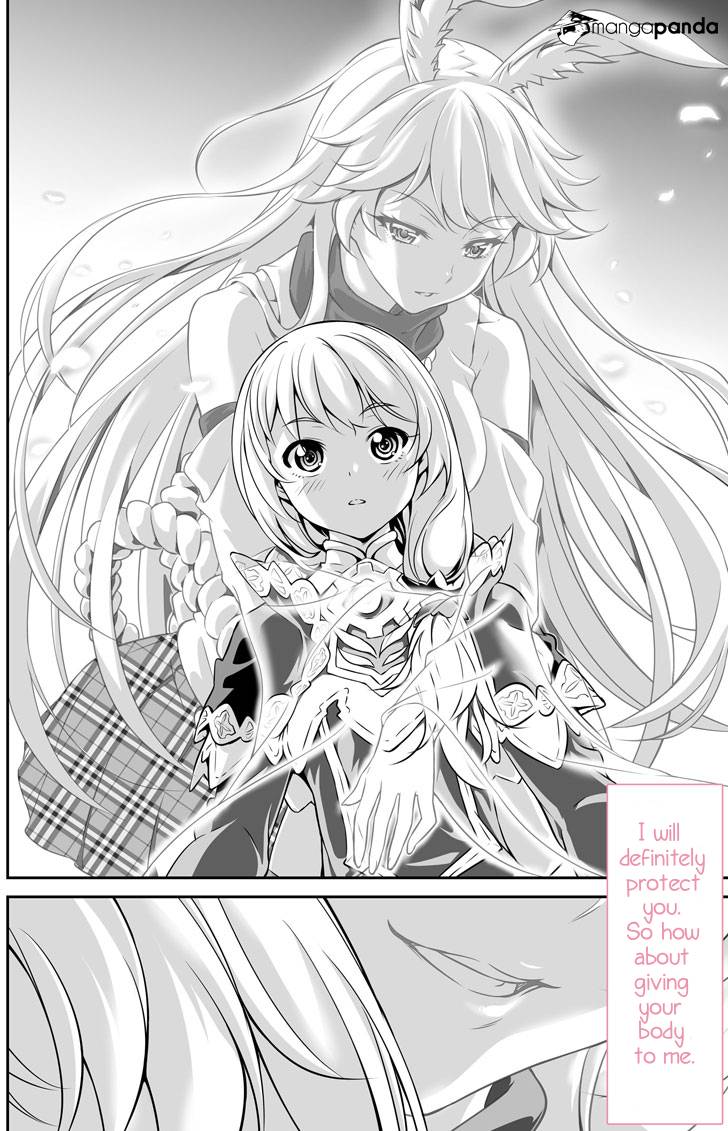 mangapanda
I will
definitely
protect
you.
So how
about
giving
your
body
to me.